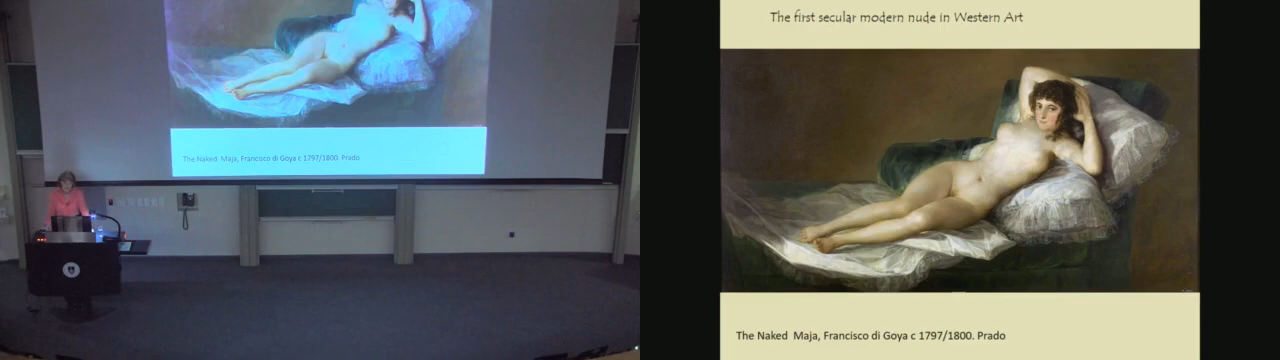 The Naked  Maja, Francisco di Goya c 1797/1800. Prado
The first secular modern nude in Western Art
The Naked  Maja, Francisco di Goya c 1797/1800. Prado